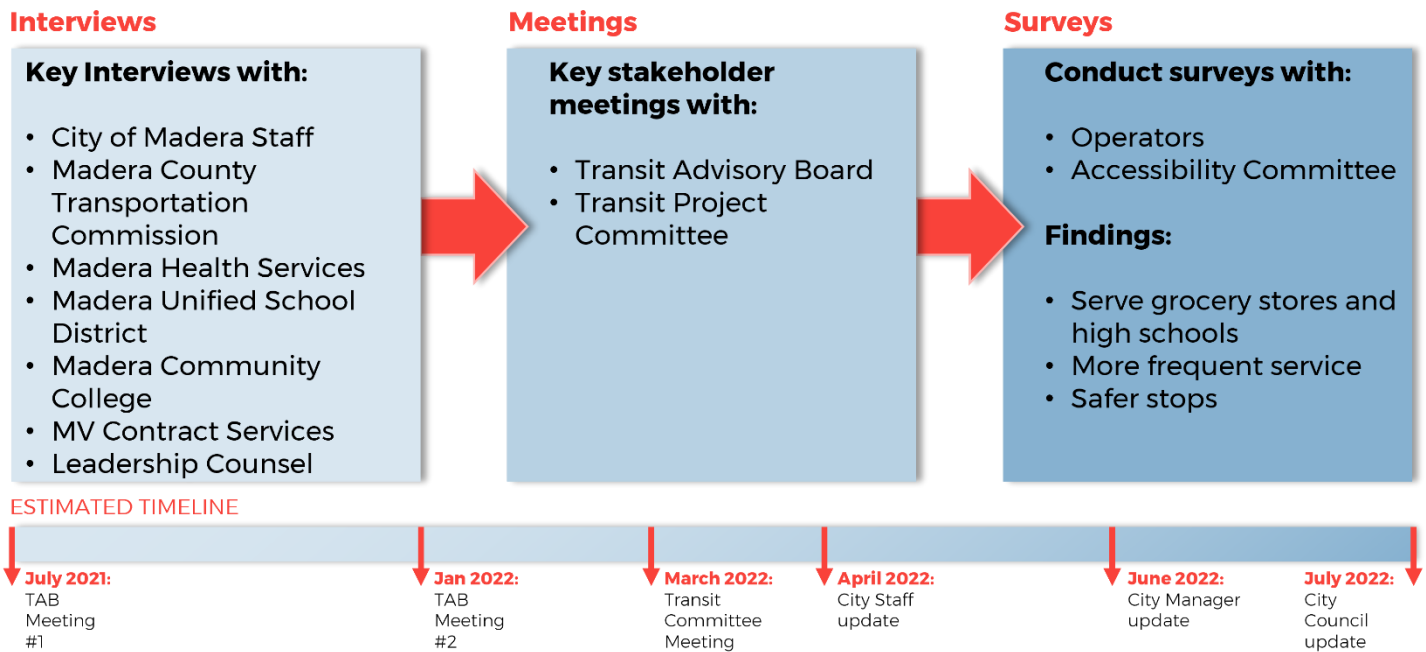 Interviews
Key Interviews with:
• City of Madera Staff
• Madera County
Transportation
Commission
• Madera Health Services
• Madera Unified School
District
• Madera Community
College
• MV Contract Services
• Leadership Counsel
Meetings
Key stakeholder
meetings with:
• Transit Advisory Board
• Transit Project
Committee
Surveys
Conduct surveys with:
• Operators
• Accessibility Committee
Findings:
• Serve grocery stores and
high schools
• More frequent service
• Safer stops
ESTIMATED TIMELINE
July 2021:
TAB
Meeting
#1
Jan 2022:
TAB
Meeting
#2
March 2022:
Transit
Committee
Meeting
April 2022:
City Staff
update
June 2022:
City Manager
update
July 2022:
City
Council
update